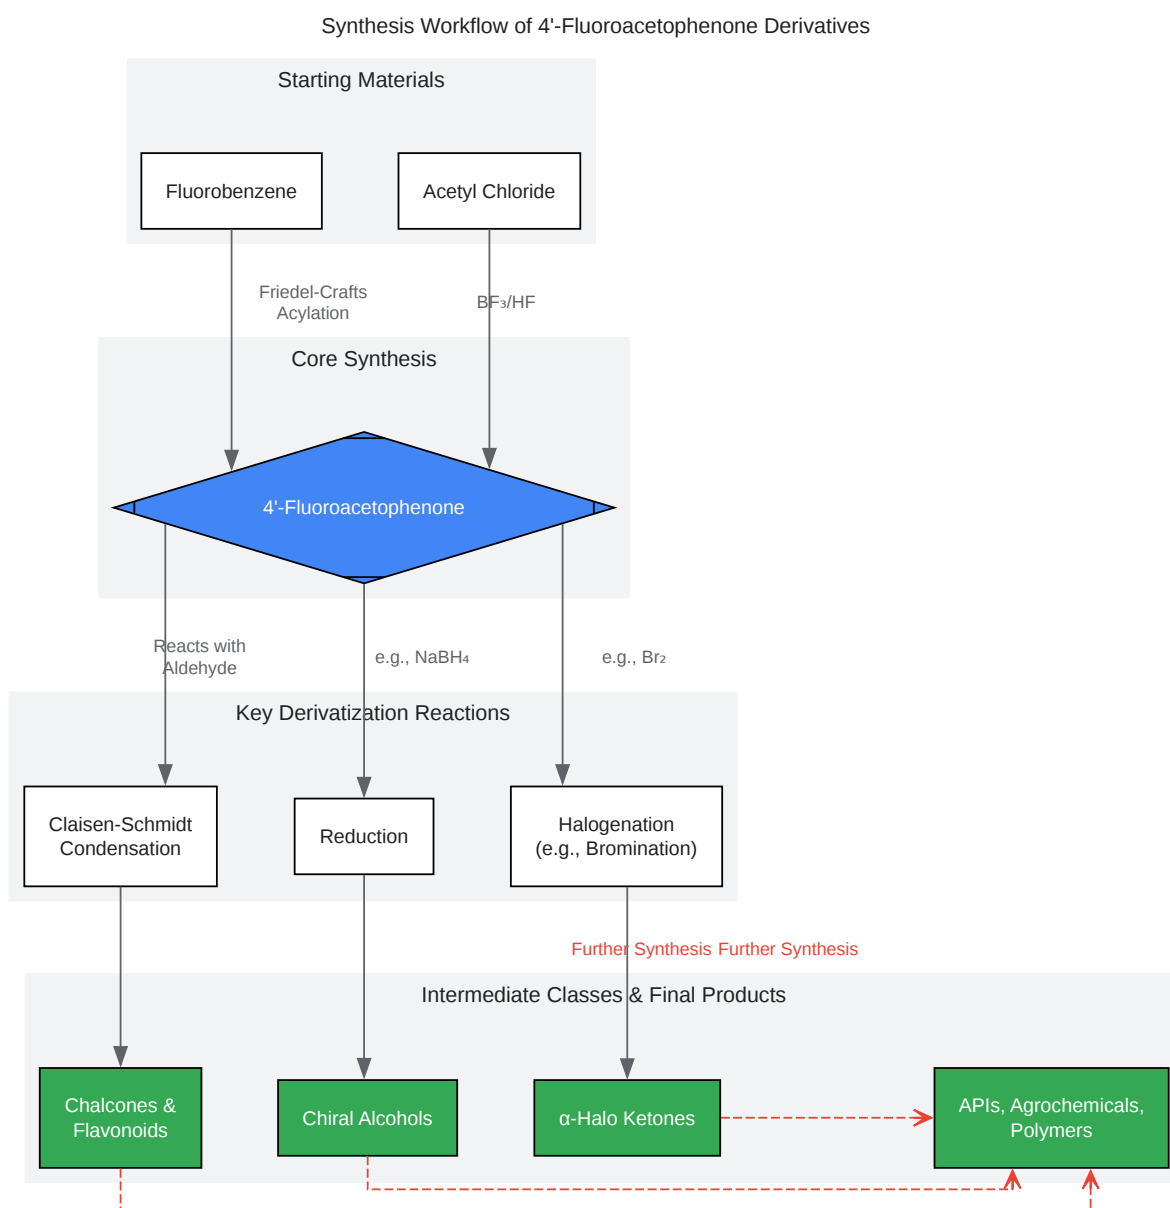 Synthesis Workflow of 4'-Fluoroacetophenone Derivatives
Starting Materials
Fluorobenzene
Acetyl Chloride
Friedel-Crafts
Acylation
BF₃/HF
Core Synthesis
4'-Fluoroacetophenone
Reacts with
Aldehyde
e.g., NaBH₄
e.g., Br₂
Key Derivatization Reactions
Claisen-Schmidt
Condensation
Reduction
Halogenation
(e.g., Bromination)
Further Synthesis
Further Synthesis
Intermediate Classes & Final Products
Chalcones &
Flavonoids
Chiral Alcohols
α-Halo Ketones
APIs, Agrochemicals,
Polymers